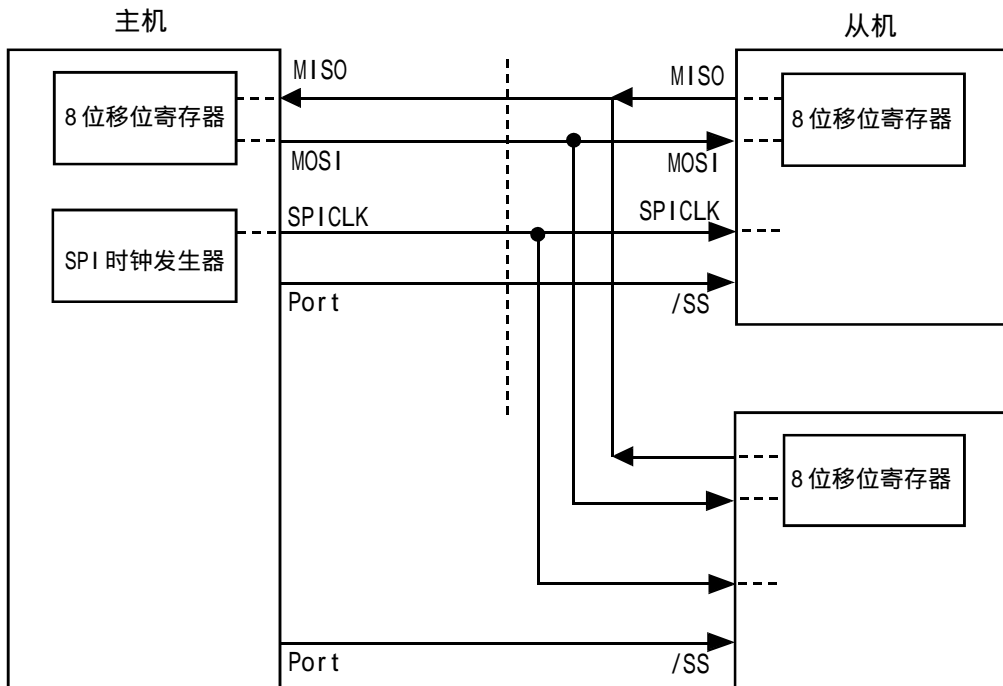 主机
从机
MISO
MISO
8位移位寄存器
8位移位寄存器
MOSI
MOSI
SPICLK
SPICLK
SPI时钟发生器
Port
/SS
8位移位寄存器
Port
/SS